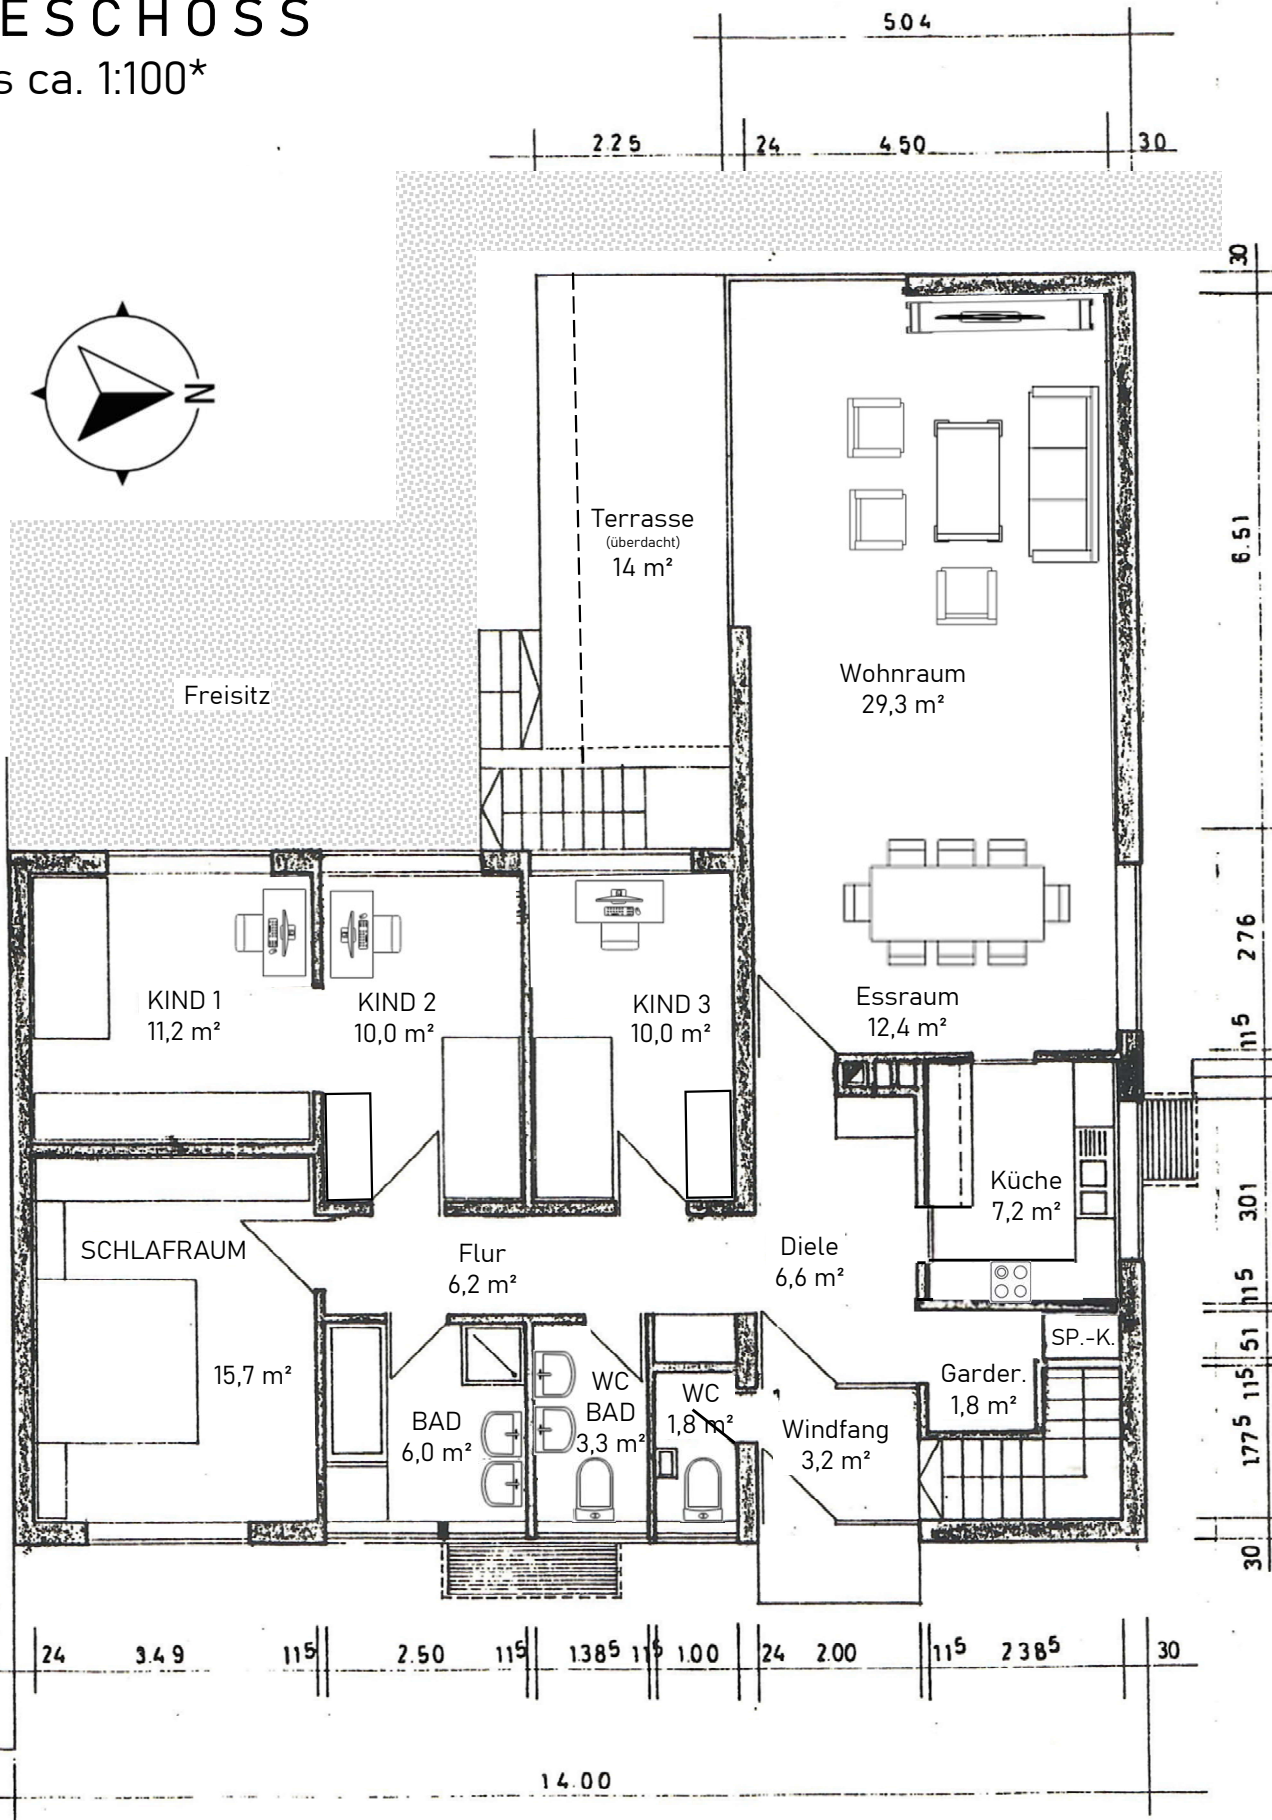 ESCHOSS
s ca. 1:100*
5.04
2.25
24
4.50
30
30
N
Terrasse
(überdacht)
14 m²
6.51
Wohnraum
29,3 m²
Freisitz
2.76
KIND 1
11,2 m²
KIND 2
10,0 m²
KIND 3
10,0 m²
Essraum
12,4 m²
11⁵
Küche
7,2 m²
3.01
SCHLAFRAUM
15,7 m²
Flur
6,2 m²
Diele
6,6 m²
11⁵
SP.-K.
51
Garder.
1,8 m²
11⁵
BAD
6,0 m²
WC
BAD
3,3 m²
WC
1,8 m²
Windfang
3,2 m²
1.77⁵
30
24
3.49
11⁵
2.50
11⁵
1.38⁵
11⁵
1.00
24
2.00
11⁵
2.38⁵
30
14.00